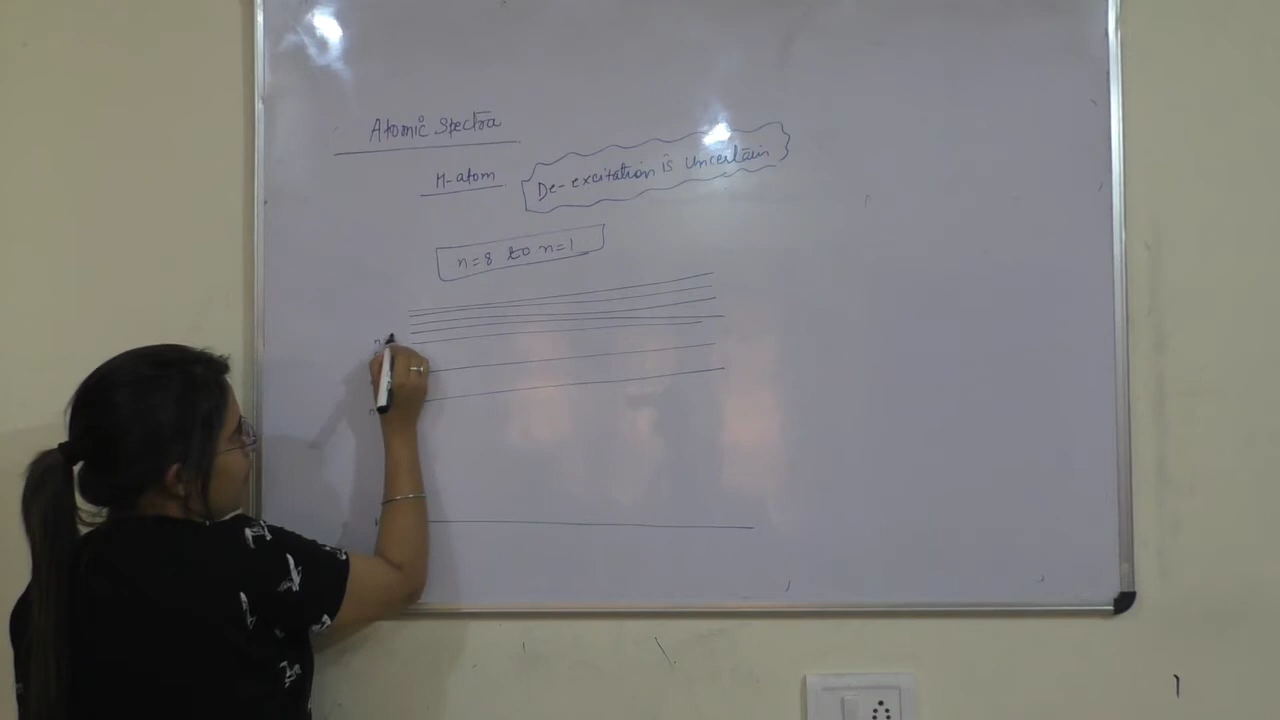 Atomic Spectra
H-atom
De-excitation is uncertain
n=8 to n=1
n
n